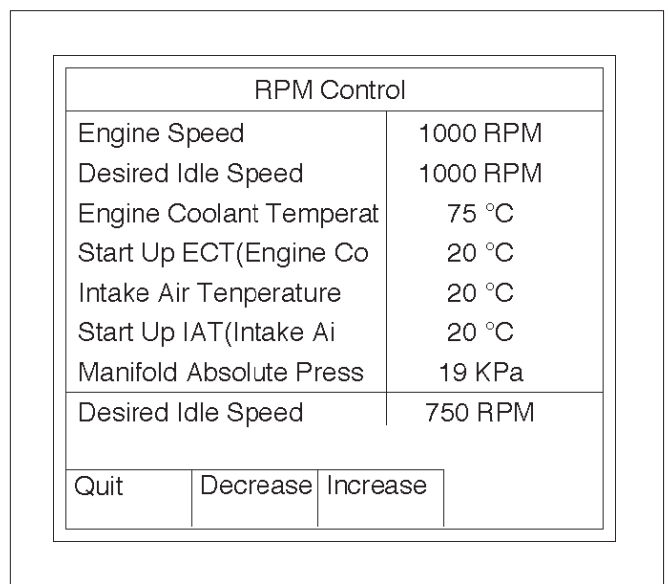 RPM Control
Engine Speed 1000 RPM
Desired Idle Speed 1000 RPM
Engine Coolant Temperat 75 °C
Start Up ECT(Engine Co 20 °C
Intake Air Tenperature 20 °C
Start Up IAT(Intake Ai 20 °C
Manifold Absolute Press 19 KPa
Desired Idle Speed 750 RPM
Quit Decrease Increase